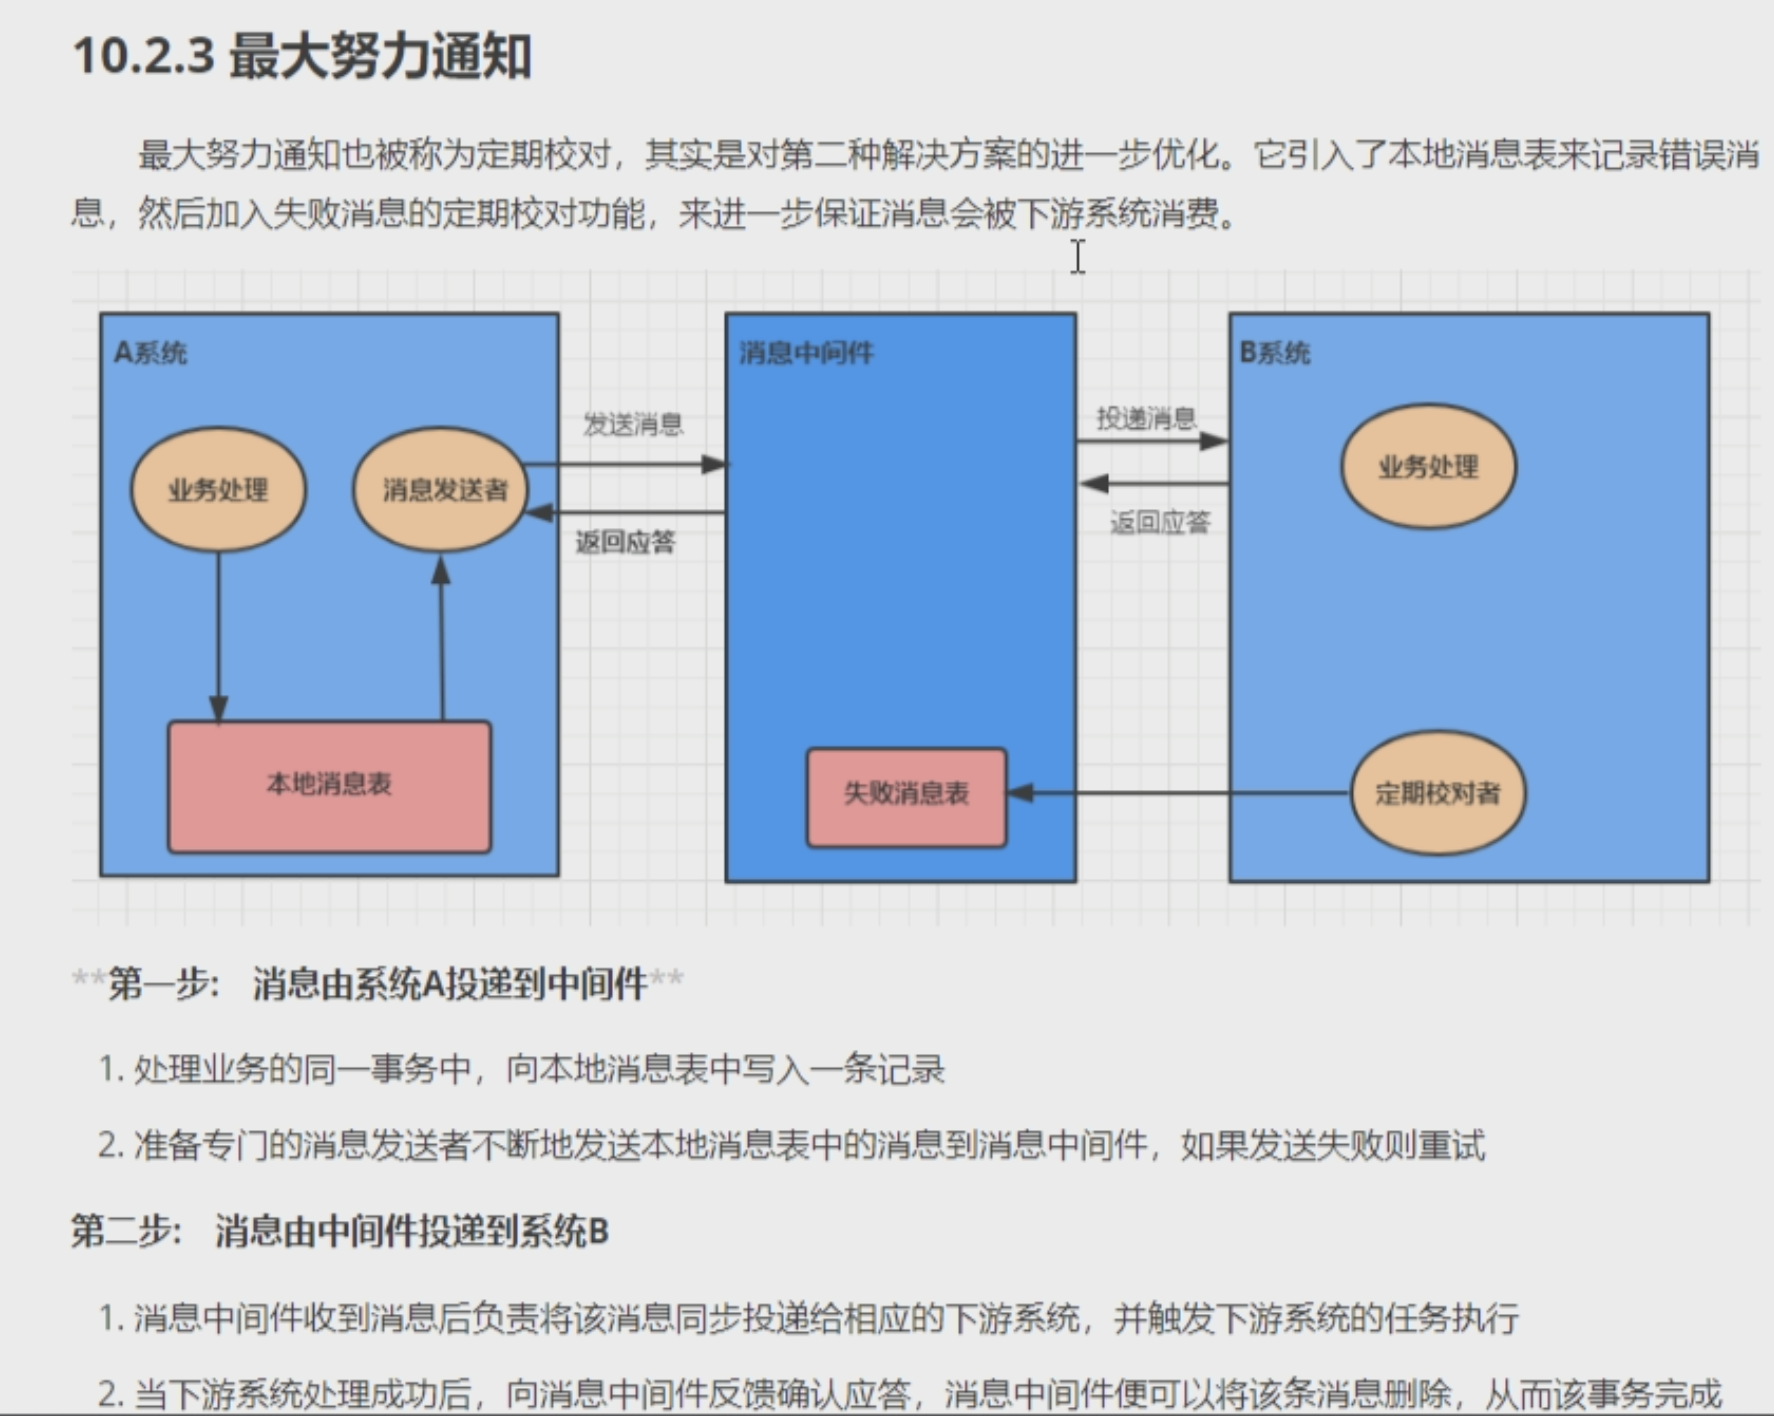 10.2.3 最大努力通知
最大努力通知也被称为定期校对，其实是对第二种解决方案的进一步优化。它引入了本地消息表来记录错误消
息，然后加入失败消息的定期校对功能，来进一步保证消息会被下游系统消费。
A系统
消息中间件
B系统
发送消息
投递消息
业务处理
消息发送者
业务处理
返回应答
返回应答
本地消息表
失败消息表
定期校对者
**第一步： 消息由系统A投递到中间件**
1. 处理业务的同一事务中，向本地消息表中写入一条记录
2. 准备专门的消息发送者不断地发送本地消息表中的消息到消息中间件，如果发送失败则重试
第二步： 消息由中间件投递到系统B
1. 消息中间件收到消息后负责将该消息同步投递给相应的下游系统，并触发下游系统的任务执行
2. 当下游系统处理成功后，向消息中间件反馈确认应答，消息中间件便可以将该条消息删除，从而该事务完成